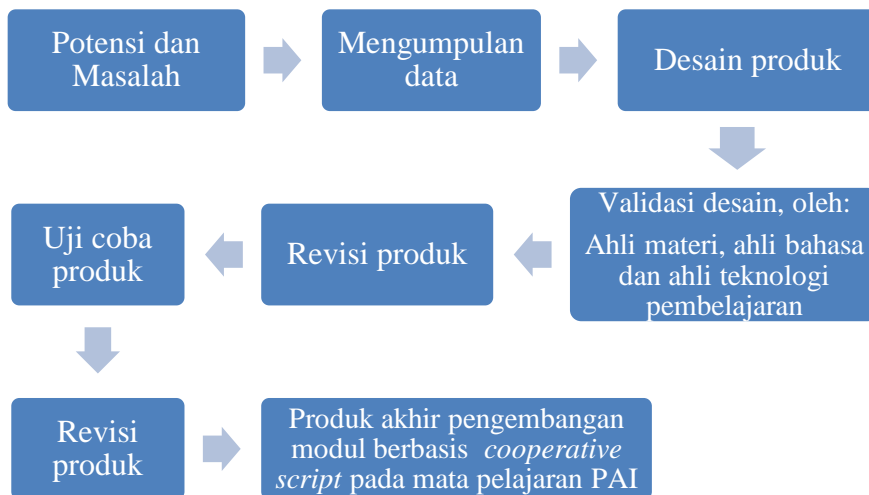 Potensi dan
Masalah
Mengumpulan
data
Desain produk
Validasi desain, oleh:
Ahli materi, ahli bahasa
dan ahli teknologi
pembelajaran
Revisi produk
Uji coba
produk
Revisi
produk
Produk akhir pengembangan
modul berbasis cooperative
script pada mata pelajaran PAI